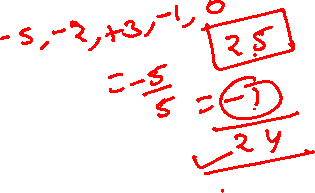 -5, -2, +3, -1, 0
25
= -5/5 = -1
24